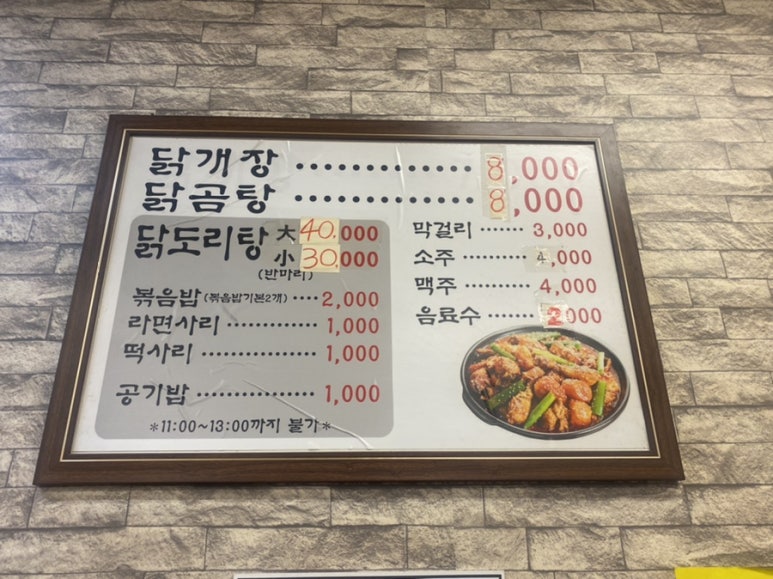 닭개장 ············· 8,000
닭곰탕 ············· 8,000
닭도리탕 大 40,000
小 30,000
(반마리)
볶음밥(볶음밥기본2개) ···· 2,000
라면사리 ············ 1,000
떡사리 ··············· 1,000
공기밥 ················ 1,000
*11:00~13:00까지 불가*
막걸리 ······· 3,000
소주 ·········· 4,000
맥주 ·········· 4,000
음료수 ······· 2,000